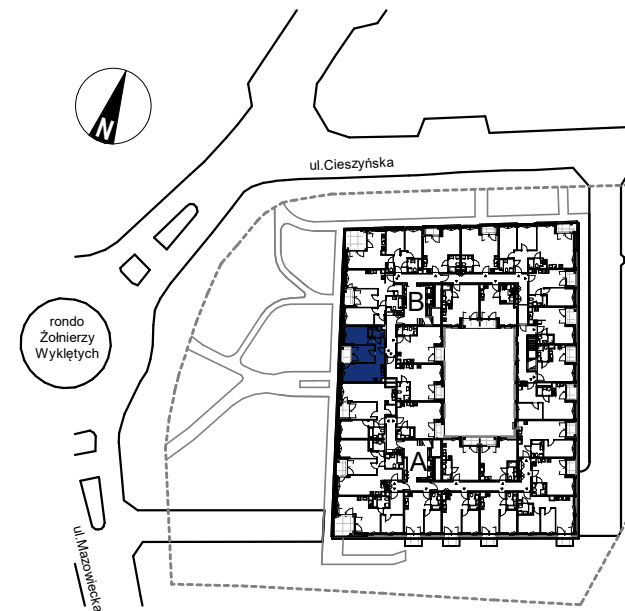 N
ul.Cieszyńska
B
rondo
Żołnierzy
Wyklętych
A
ul.Mazowiecka